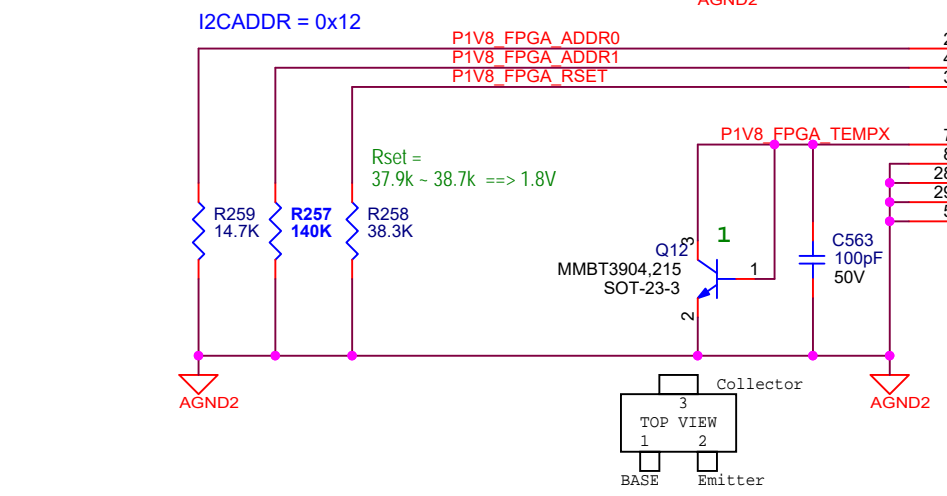 AGND2
I2CADDR = 0x12
P1V8_FPGA_ADDR0
P1V8_FPGA_ADDR1
P1V8_FPGA_RSET
P1V8_FPGA_TEMPX
Rset =
37.9k ~ 38.7k ==> 1.8V
R259
14.7K
R257
140K
R258
38.3K
Q12
3
1
MMBT3904,215
SOT-23-3
1
2
C563
100pF
50V
28
AGND2
AGND2
Collector
3
TOP VIEW
1 2
BASE Emitter